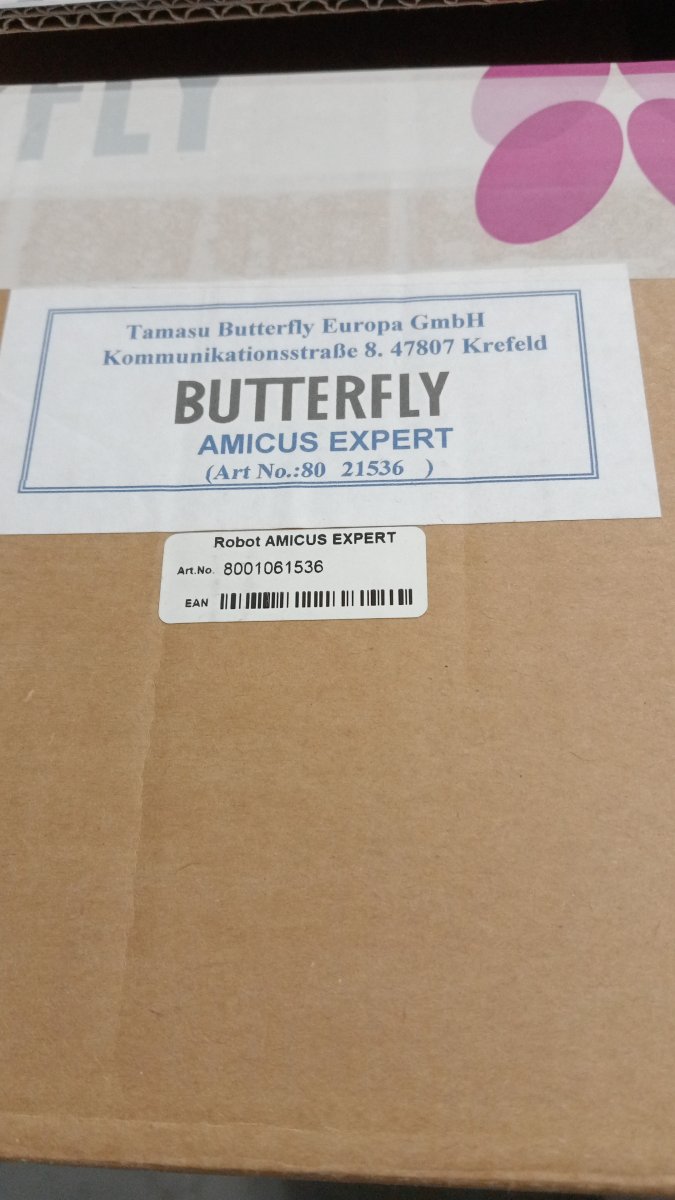 FLY
Tamasu Butterfly Europa GmbH
Kommunikationsstraße 8. 47807 Krefeld
BUTTERFLY
AMICUS EXPERT
(Art No.:80 21536 )
Robot AMICUS EXPERT
Art.No. 8001061536
EAN